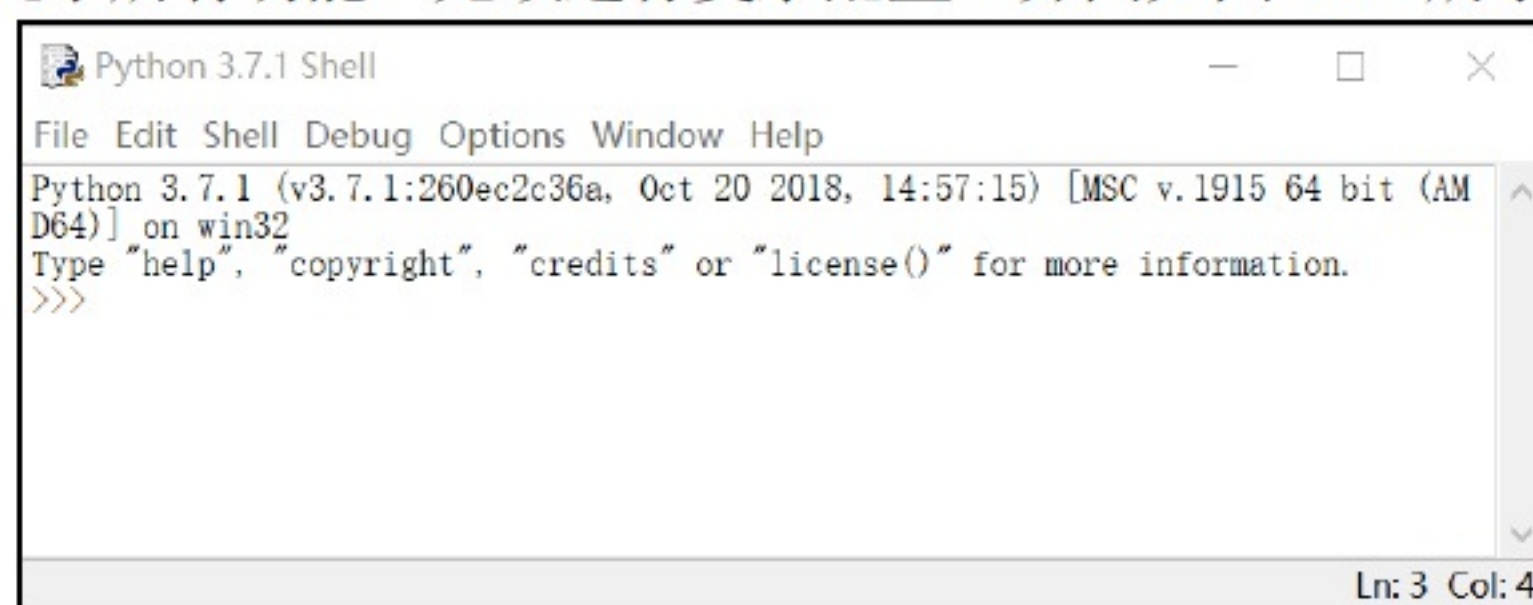 Python 3.7.1 Shell
File Edit Shell Debug Options Window Help
Python 3.7.1 (v3.7.1:260ec2c36a, Oct 20 2018, 14:57:15) [MSC v.1915 64 bit (AM
D64)] on win32
Type "help", "copyright", "credits" or "license()" for more information.
>>>
Ln: 3 Col: 4